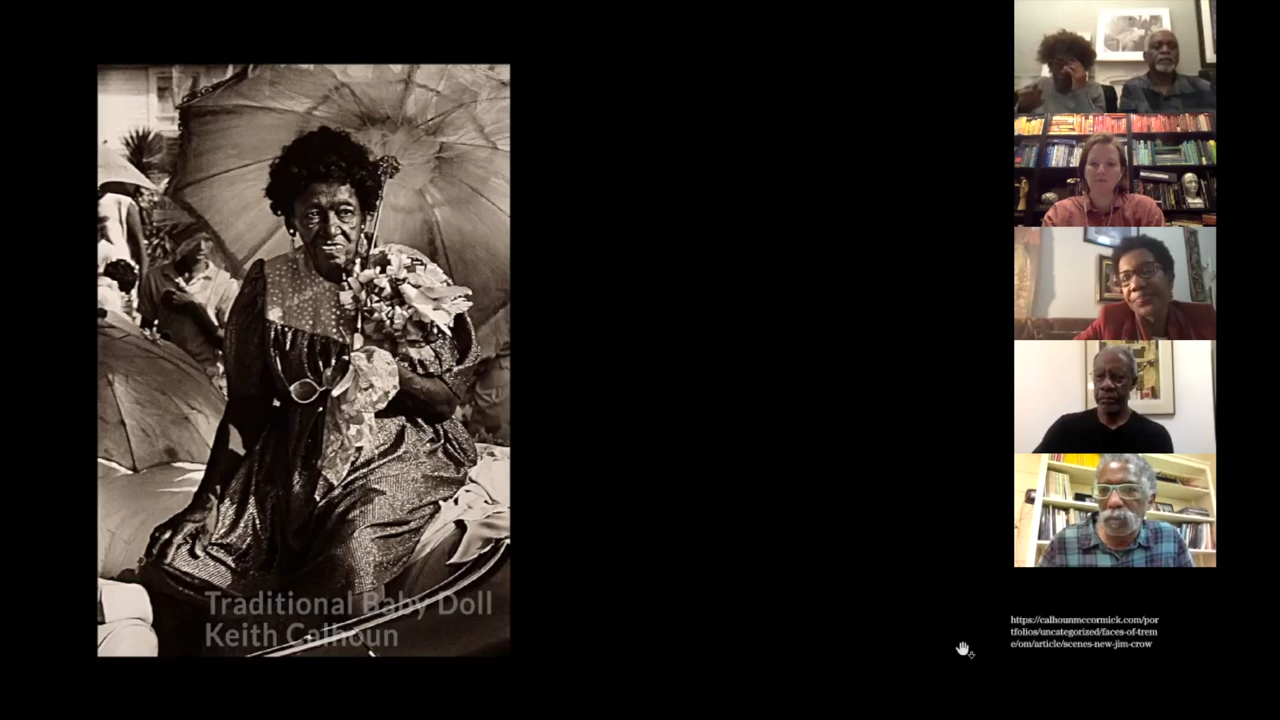 Traditional Baby Doll
Keith Calhoun
https://calhounmccormick.com/por
tfolios/uncategorized/faces-of-trem
e/om/article/scenes-new-jim-crow